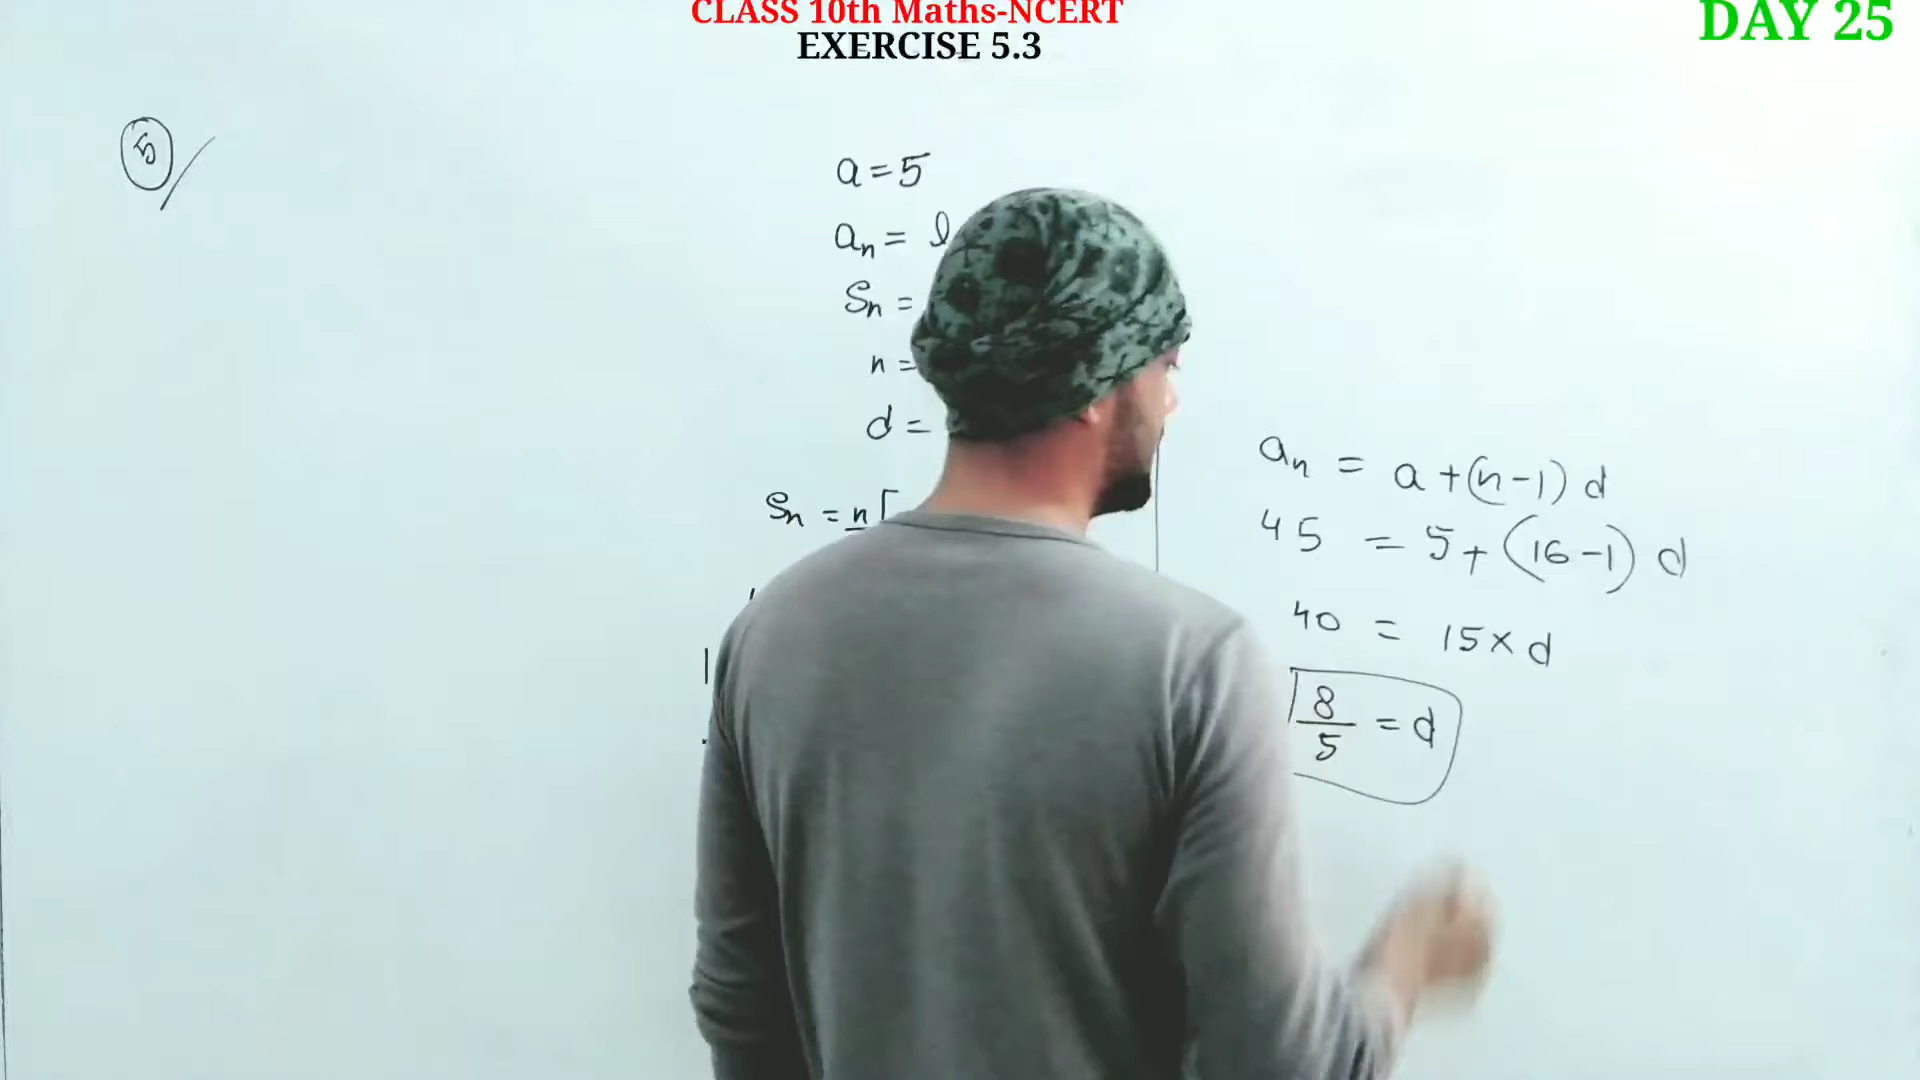 CLASS 10th Maths-NCERT
EXERCISE 5.3
DAY 25
5
a = 5
aₙ = l
Sₙ =
n =
d =
Sₙ = n [
aₙ = a + (n-1) d
45 = 5 + (16-1) d
40 = 15 × d
8/5 = d